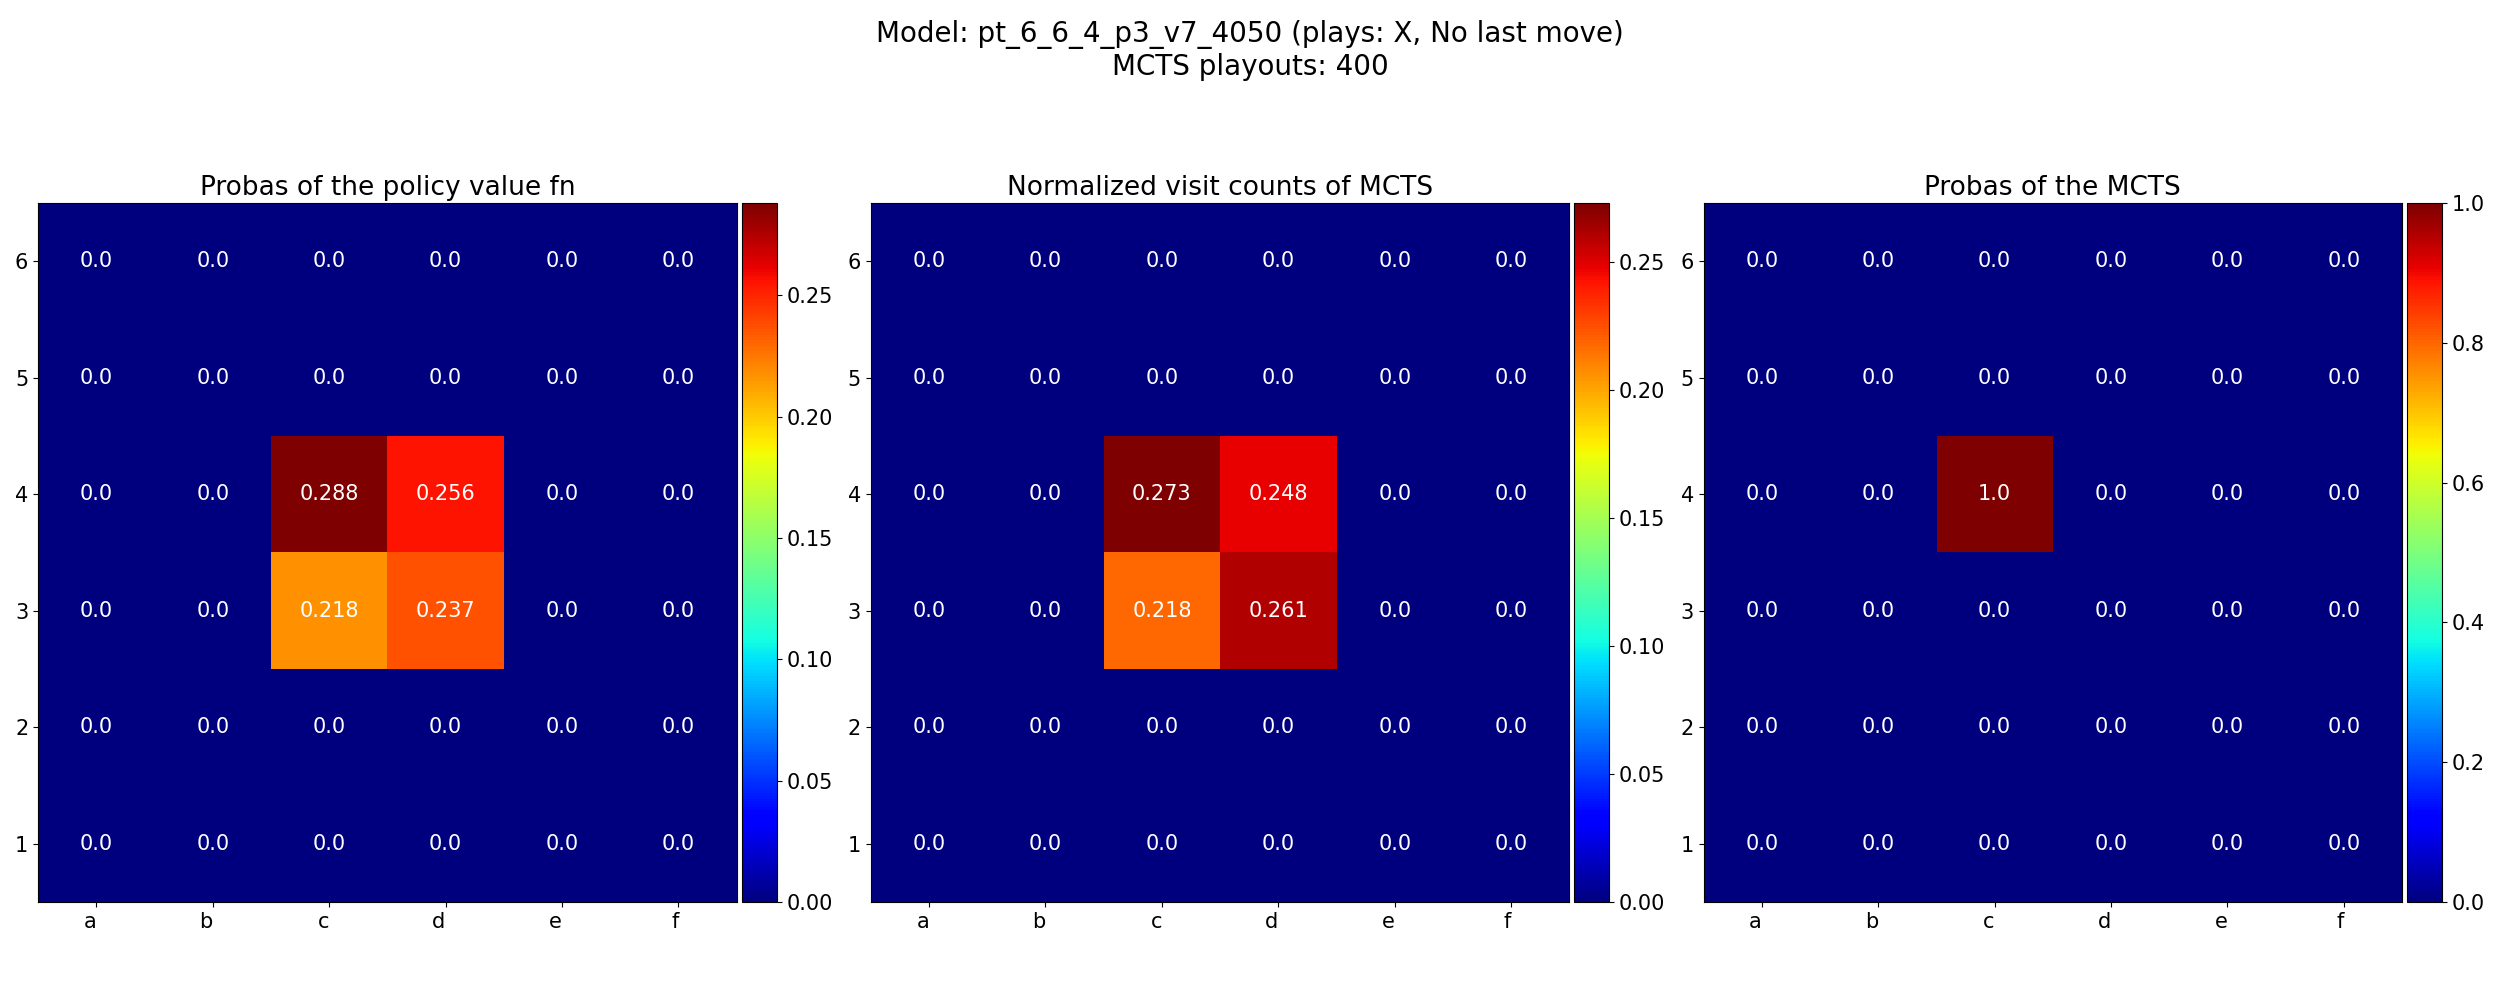 Model: pt_6_6_4_p3_v7_4050 (plays: X, No last move)
MCTS playouts: 400
Probas of the policy value fn
6 0.0 0.0 0.0 0.0 0.0 0.0
5 0.0 0.0 0.0 0.0 0.0 0.0
4 0.0 0.0 0.288 0.256 0.0 0.0
3 0.0 0.0 0.218 0.237 0.0 0.0
2 0.0 0.0 0.0 0.0 0.0 0.0
1 0.0 0.0 0.0 0.0 0.0 0.0
a b c d e f
0.25
0.20
0.15
0.10
0.05
0.00
Normalized visit counts of MCTS
6 0.0 0.0 0.0 0.0 0.0 0.0
5 0.0 0.0 0.0 0.0 0.0 0.0
4 0.0 0.0 0.273 0.248 0.0 0.0
3 0.0 0.0 0.218 0.261 0.0 0.0
2 0.0 0.0 0.0 0.0 0.0 0.0
1 0.0 0.0 0.0 0.0 0.0 0.0
a b c d e f
0.25
0.20
0.15
0.10
0.05
0.00
Probas of the MCTS
6 0.0 0.0 0.0 0.0 0.0 0.0
5 0.0 0.0 0.0 0.0 0.0 0.0
4 0.0 0.0 1.0 0.0 0.0 0.0
3 0.0 0.0 0.0 0.0 0.0 0.0
2 0.0 0.0 0.0 0.0 0.0 0.0
1 0.0 0.0 0.0 0.0 0.0 0.0
a b c d e f
1.0
0.8
0.6
0.4
0.2
0.0